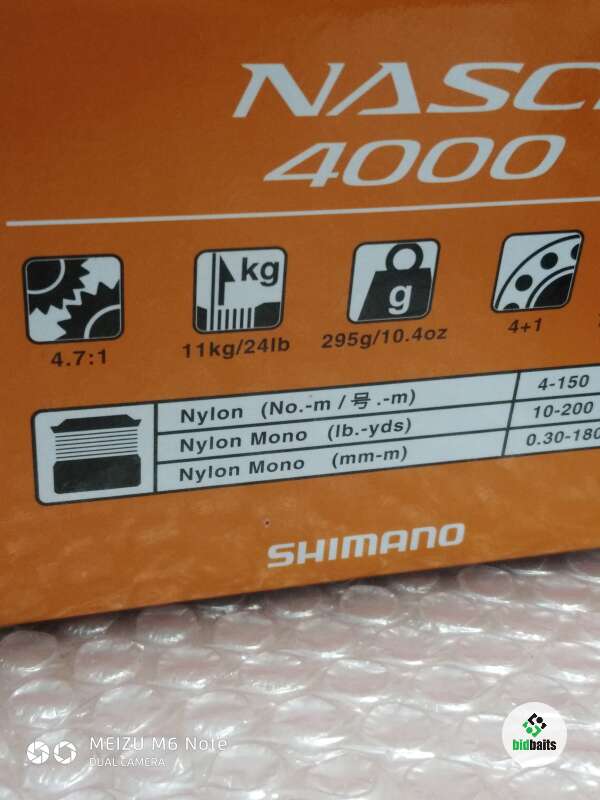 NASC
4000
kg
g
4.7:1
11kg/24lb
295g/10.4oz
4+1
Nylon (No.-m / 号.-m) 4-150
Nylon Mono (lb.-yds) 10-200
Nylon Mono (mm-m) 0.30-180
SHIMANO
MEIZU M6 Note
DUAL CAMERA
bidbaits